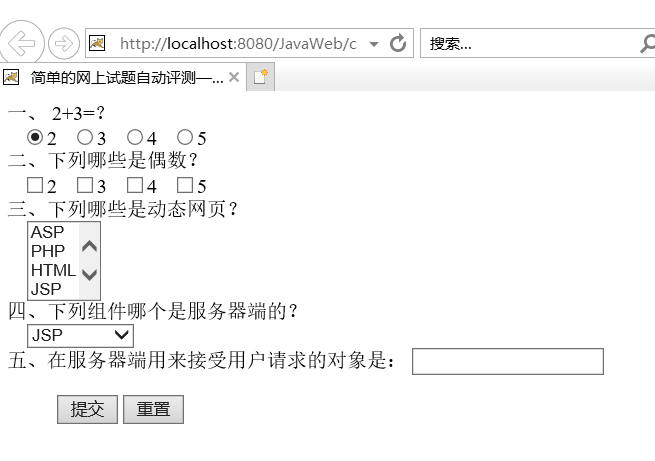 http://localhost:8080/JavaWeb/c
搜索...
简单的网上试题自动评测—...
一、 2+3=?
2 3 4 5
二、下列哪些是偶数?
2 3 4 5
三、下列哪些是动态网页?
ASP
PHP
HTML
JSP
四、下列组件哪个是服务器端的?
JSP
五、在服务器端用来接受用户请求的对象是:
提交 重置